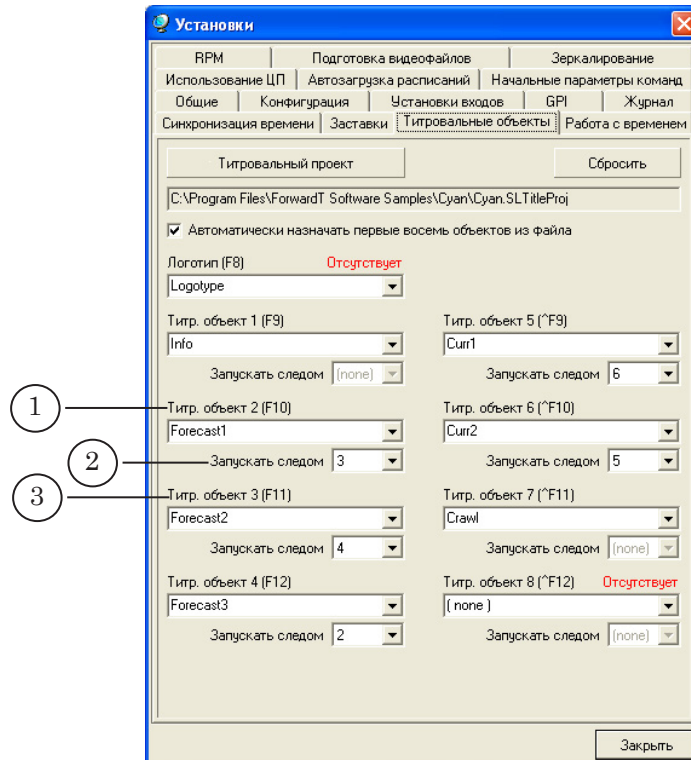 Установки
RPM Подготовка видеофайлов Зеркалирование
Использование ЦП Автозагрузка расписаний Начальные параметры команд
Общие Конфигурация Установки входов GPI Журнал
Синхронизация времени Заставки Титровальные объекты Работа с временем
Титровальный проект Сбросить
C:\Program Files\ForwardT Software Samples\Cyan\Cyan.SLTitleProj
Автоматически назначать первые восемь объектов из файла
Логотип (F8) Отсутствует
Logotype
Титр. объект 1 (F9) Титр. объект 5 (^F9)
Info Curr1
Запускать следом (none) Запускать следом 6
1 Титр. объект 2 (F10) Титр. объект 6 (^F10)
Forecast1 Curr2
2 Запускать следом 3 Запускать следом 5
3 Титр. объект 3 (F11) Титр. объект 7 (^F11)
Forecast2 Crawl
Запускать следом 4 Запускать следом (none)
Титр. объект 4 (F12) Титр. объект 8 (^F12) Отсутствует
Forecast3 ( none )
Запускать следом 2 Запускать следом (none)
Закрыть